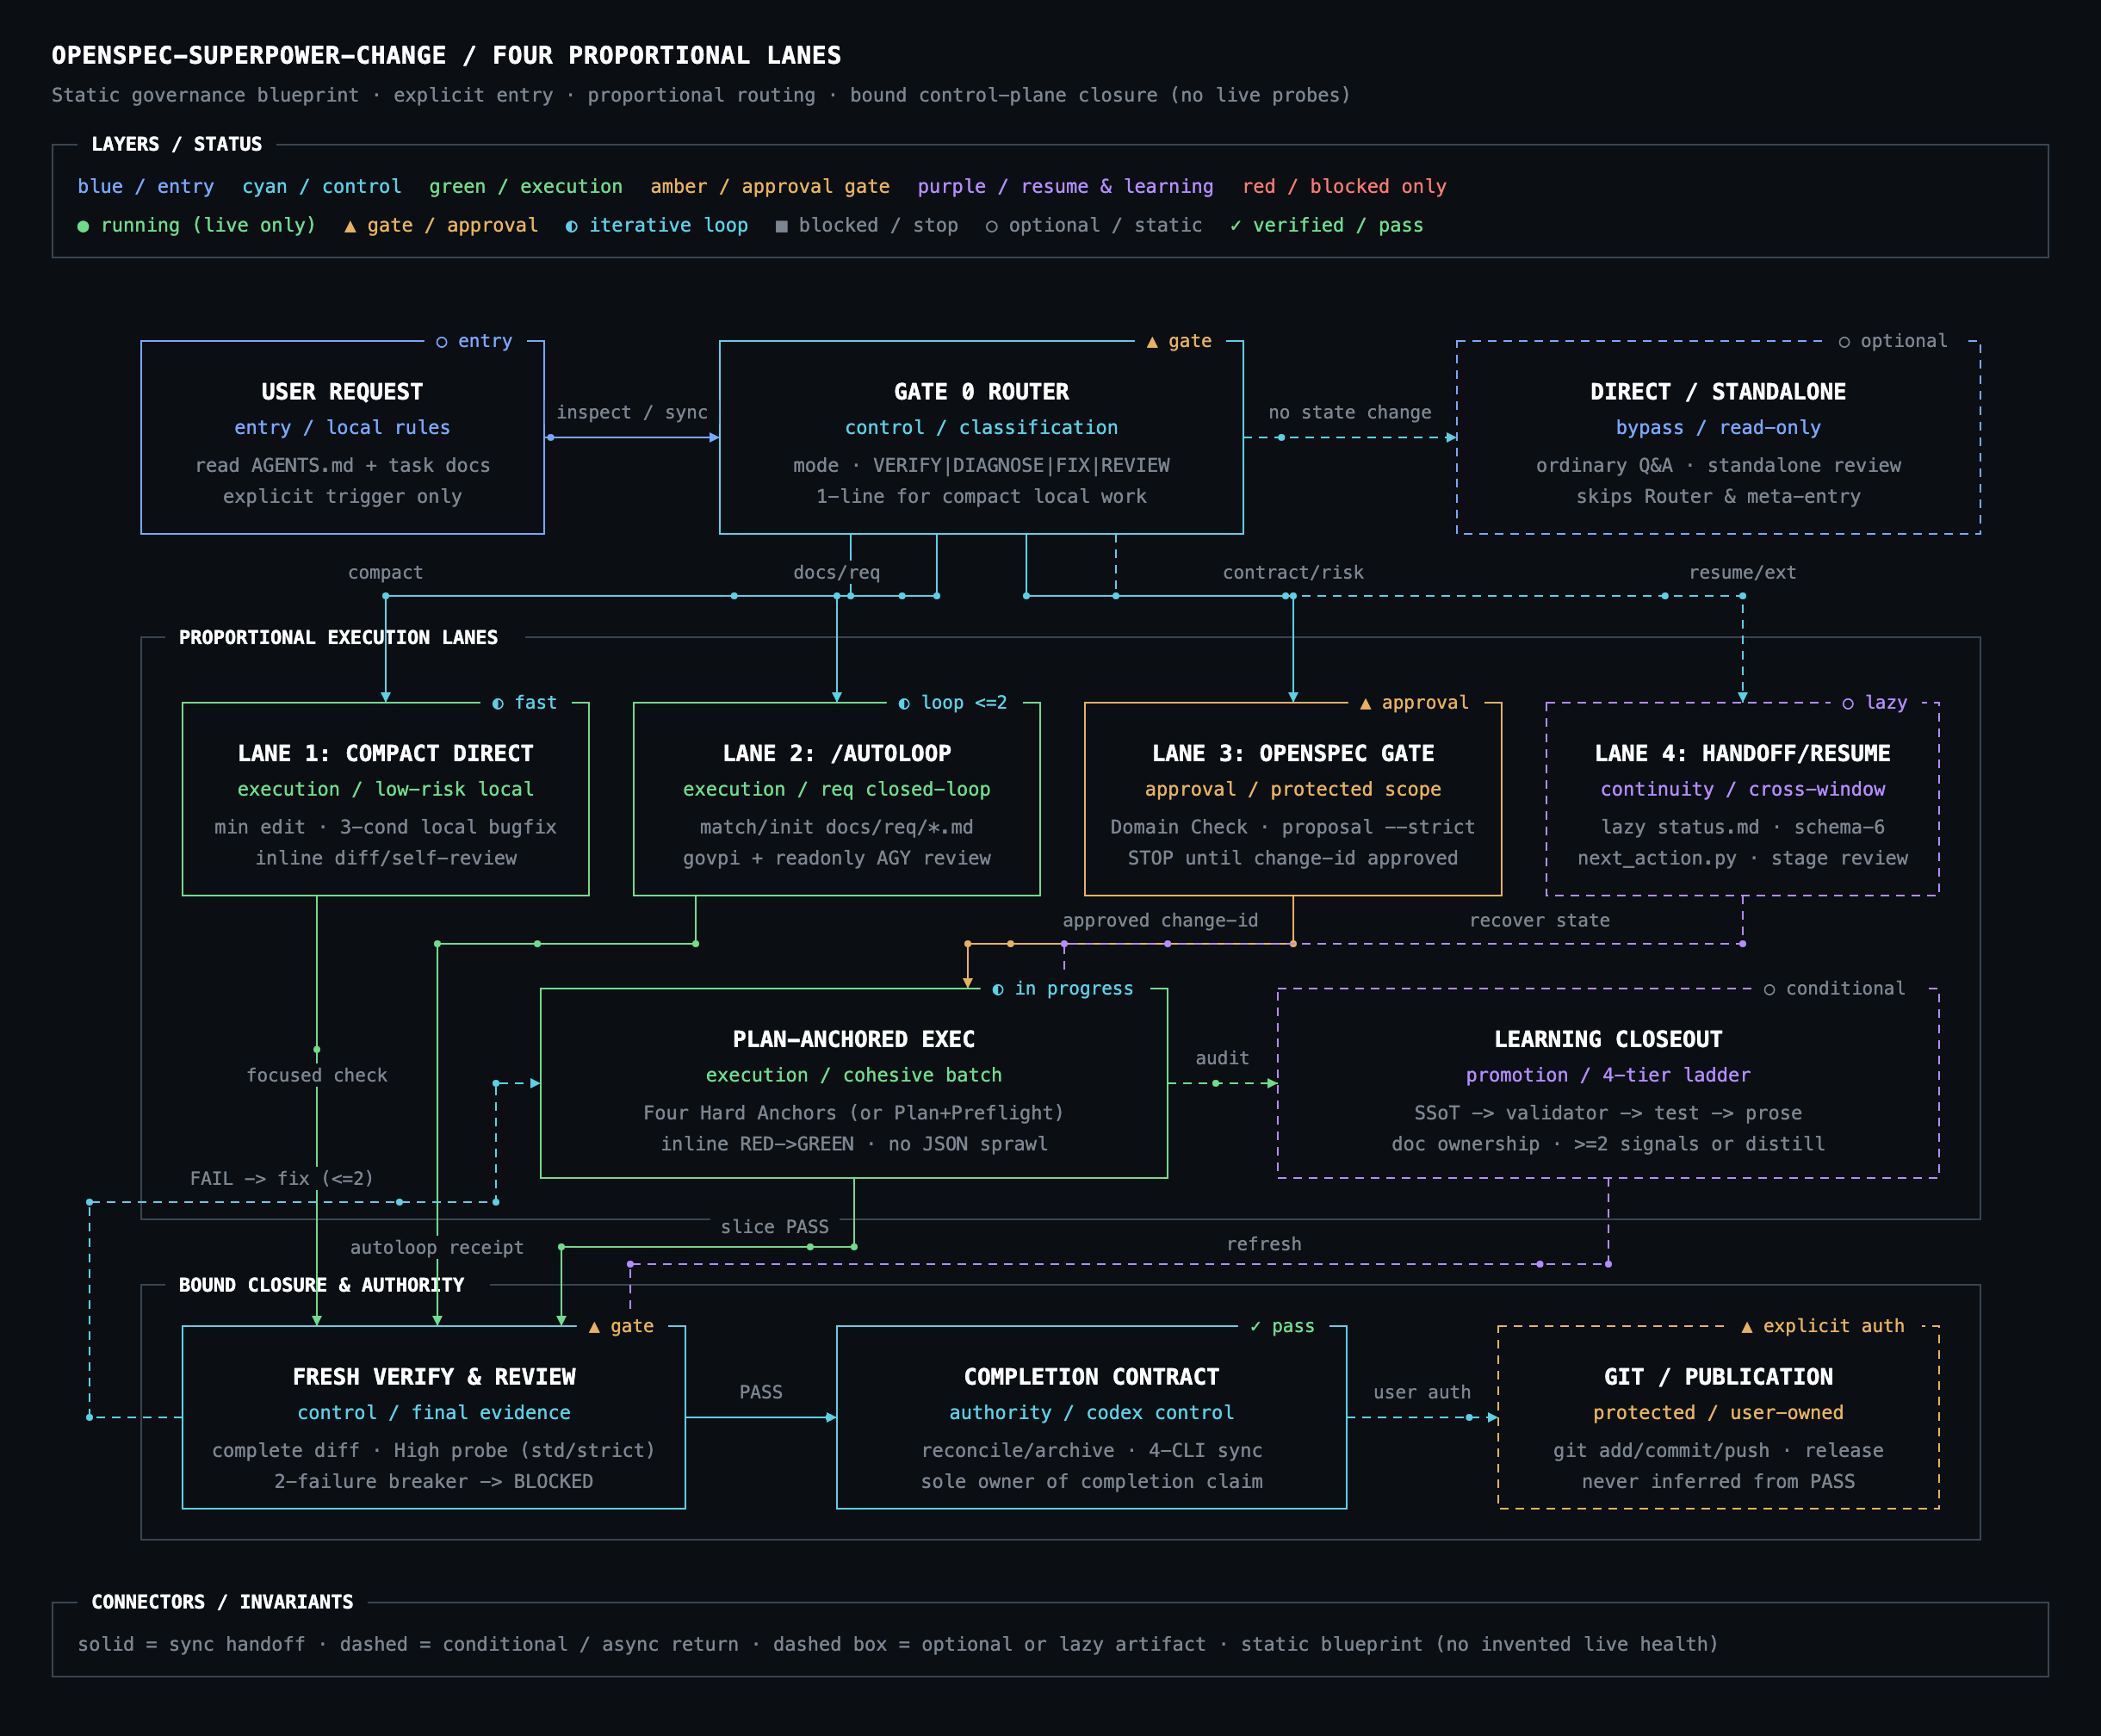 OPENSPEC-SUPERPOWER-CHANGE / FOUR PROPORTIONAL LANES
Static governance blueprint · explicit entry · proportional routing · bound control-plane closure (no live probes)
LAYERS / STATUS
blue / entry cyan / control green / execution amber / approval gate purple / resume & learning red / blocked only
● running (live only) ▲ gate / approval ◐ iterative loop ■ blocked / stop ○ optional / static ✓ verified / pass
○ entry
USER REQUEST
entry / local rules
read AGENTS.md + task docs
explicit trigger only
inspect / sync
▲ gate
GATE 0 ROUTER
control / classification
mode · VERIFY|DIAGNOSE|FIX|REVIEW
1-line for compact local work
no state change
○ optional
DIRECT / STANDALONE
bypass / read-only
ordinary Q&A · standalone review
skips Router & meta-entry
compact
docs/req
contract/risk
resume/ext
PROPORTIONAL EXECUTION LANES
◐ fast
LANE 1: COMPACT DIRECT
execution / low-risk local
min edit · 3-cond local bugfix
inline diff/self-review
◐ loop <=2
LANE 2: /AUTOLOOP
execution / req closed-loop
match/init docs/req/*.md
govpi + readonly AGY review
▲ approval
LANE 3: OPENSPEC GATE
approval / protected scope
Domain Check · proposal --strict
STOP until change-id approved
○ lazy
LANE 4: HANDOFF/RESUME
continuity / cross-window
lazy status.md · schema-6
next_action.py · stage review
approved change-id
recover state
focused check
◐ in progress
PLAN-ANCHORED EXEC
execution / cohesive batch
Four Hard Anchors (or Plan+Preflight)
inline RED->GREEN · no JSON sprawl
audit
○ conditional
LEARNING CLOSEOUT
promotion / 4-tier ladder
SSoT -> validator -> test -> prose
doc ownership · >=2 signals or distill
FAIL -> fix (<=2)
slice PASS
autoloop receipt
refresh
BOUND CLOSURE & AUTHORITY
▲ gate
FRESH VERIFY & REVIEW
control / final evidence
complete diff · High probe (std/strict)
2-failure breaker -> BLOCKED
PASS
✓ pass
COMPLETION CONTRACT
authority / codex control
reconcile/archive · 4-CLI sync
sole owner of completion claim
user auth
▲ explicit auth
GIT / PUBLICATION
protected / user-owned
git add/commit/push · release
never inferred from PASS
CONNECTORS / INVARIANTS
solid = sync handoff · dashed = conditional / async return · dashed box = optional or lazy artifact · static blueprint (no invented live health)